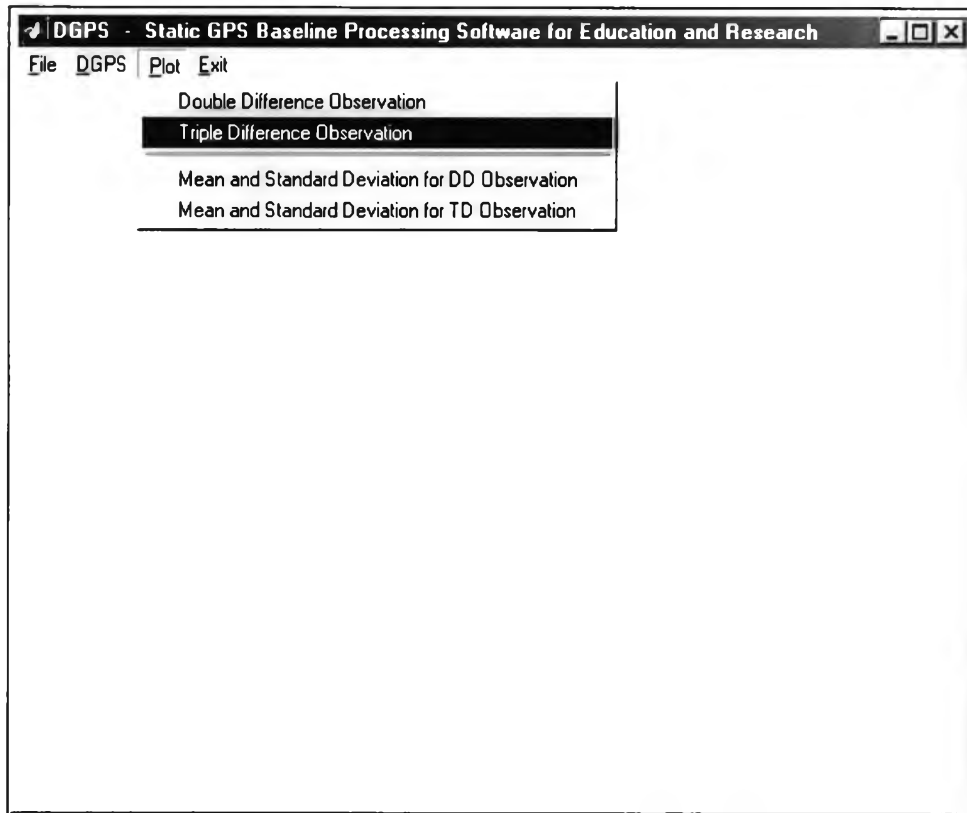 DGPS - Static GPS Baseline Processing Software for Education and Research
File DGPS Plot Exit
Double Difference Observation
Triple Difference Observation
Mean and Standard Deviation for DD Observation
Mean and Standard Deviation for TD Observation